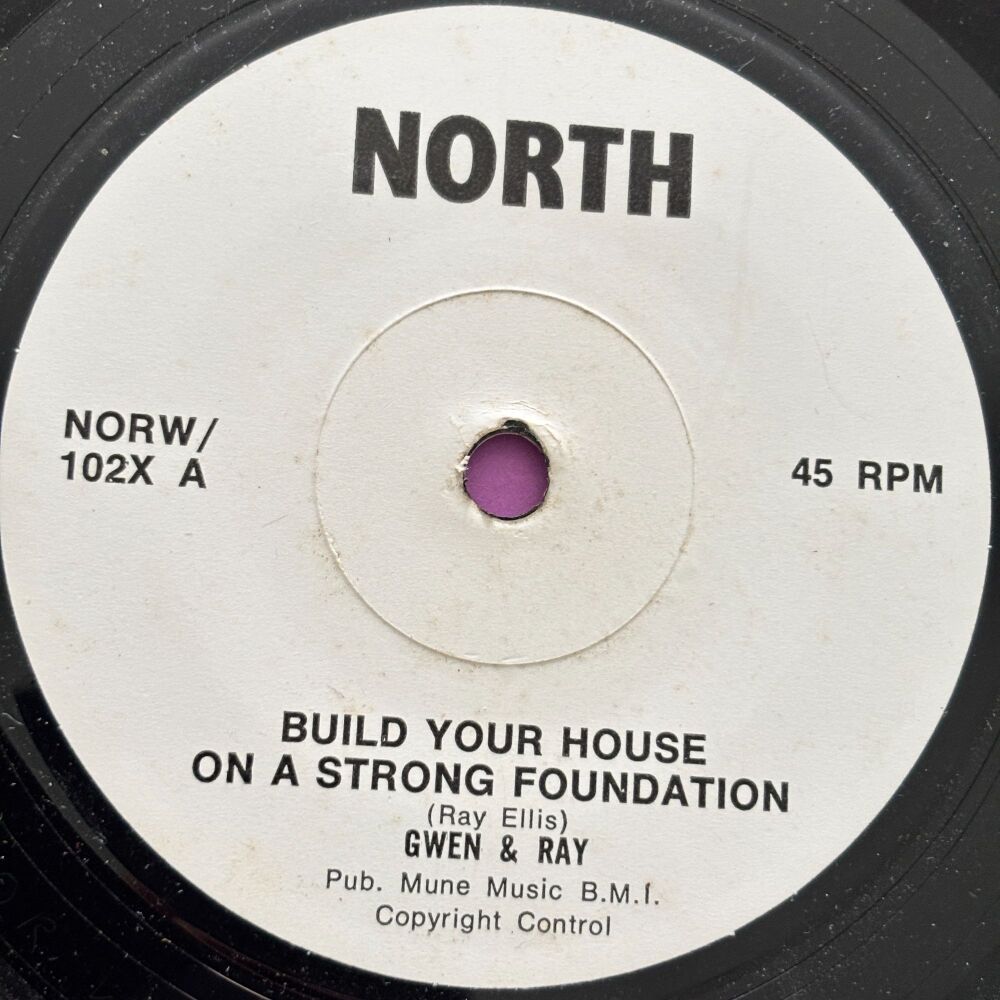 NORTH
NORW/
102X A
45 RPM
BUILD YOUR HOUSE
ON A STRONG FOUNDATION
(Ray Ellis)
GWEN & RAY
Pub. Mune Music B.M.I.
Copyright Control